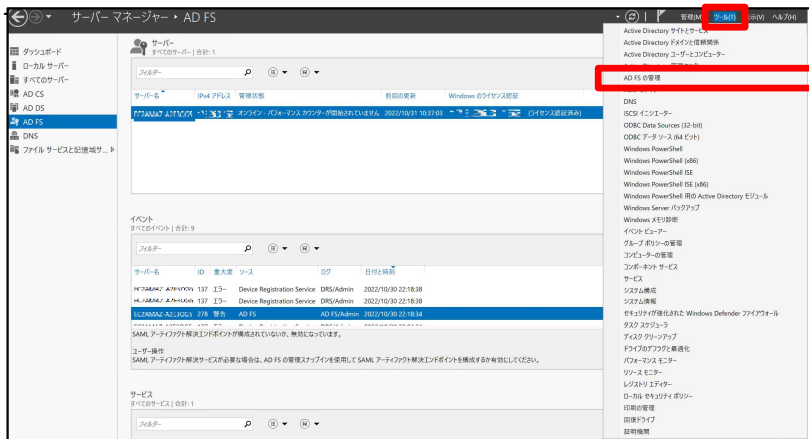 サーバー マネージャー ・ AD FS
管理(M) ツール(T) 表示(V) ヘルプ(H)
ダッシュボード
ローカル サーバー
すべてのサーバー
AD CS
AD DS
AD FS
DNS
ファイル サービスと記憶域サ...
サーバー
すべてのサーバー | 合計: 1
フィルター
サーバー名 IPv4 アドレス 管理状態 前回の更新 Windows のライセンス認証
オンライン - パフォーマンス カウンターが開始されていません 2022/10/31 10:37:03 (ライセンス認証済み)
イベント
すべてのイベント | 合計: 9
フィルター
サーバー名 ID 重大度 ソース ログ 日付と時刻
137 エラー Device Registration Service DRS/Admin 2022/10/30 22:18:38
137 エラー Device Registration Service DRS/Admin 2022/10/30 22:18:38
278 警告 AD FS AD FS/Admin 2022/10/30 22:18:34
SAML アーティファクト解決エンドポイントが構成されていないか、無効になっています。
ユーザー操作
SAML アーティファクト解決サービスが必要な場合は、AD FS の管理スナップインを使用して SAML アーティファクト解決エンドポイントを構成するか有効にしてください。
サービス
すべてのサービス | 合計: 1
フィルター
Active Directory サイトとサービス
Active Directory ドメインと信頼関係
Active Directory ユーザーとコンピューター
AD FS の管理
DNS
iSCSI イニシエーター
ODBC Data Sources (32-bit)
ODBC データ ソース (64 ビット)
Windows PowerShell
Windows PowerShell (x86)
Windows PowerShell ISE
Windows PowerShell ISE (x86)
Windows PowerShell 用の Active Directory モジュール
Windows Server バックアップ
Windows メモリ診断
イベント ビューアー
グループ ポリシーの管理
コンピューターの管理
コンポーネント サービス
サービス
システム構成
システム情報
セキュリティが強化された Windows Defender ファイアウォール
タスク スケジューラ
ディスク クリーンアップ
ドライブのデフラグと最適化
パフォーマンス モニター
リソース モニター
レジストリ エディター
ローカル セキュリティ ポリシー
印刷の管理
回復ドライブ
証明機関